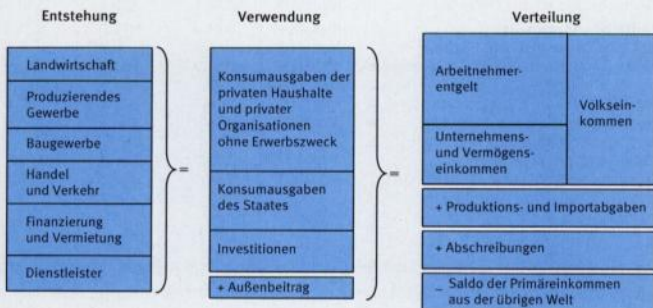 Entstehung
Landwirtschaft
Produzierendes
Gewerbe
Baugewerbe
Handel
und Verkehr
Finanzierung
und Vermietung
Dienstleister
=
Verwendung
Konsumausgaben der
privaten Haushalte
und privater
Organisationen
ohne Erwerbszweck
Konsumausgaben
des Staates
Investitionen
+ Außenbeitrag
=
Verteilung
Arbeitnehmer-
entgelt
Unternehmens-
und Vermögens-
einkommen
Volksein-
kommen
+ Produktions- und Importabgaben
+ Abschreibungen
_ Saldo der Primäreinkommen
aus der übrigen Welt